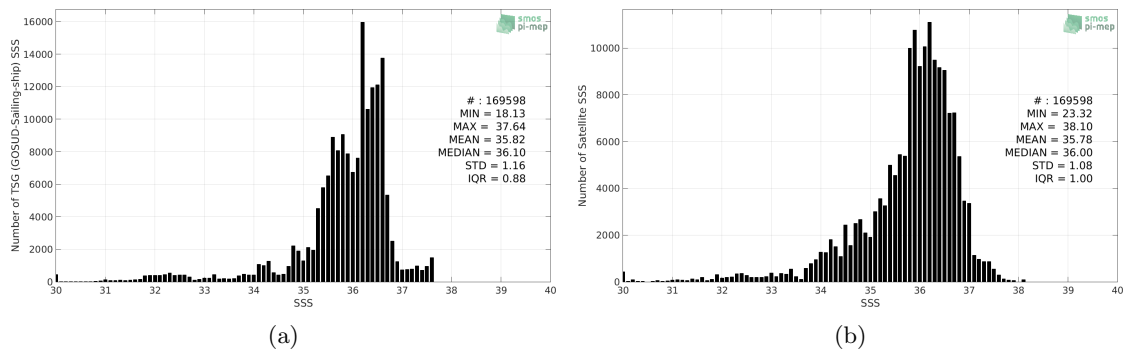 16000
14000
12000
10000
8000
6000
4000
2000
0
Number of TSG (GOSUD-Sailing-ship) SSS
smos
pi-mep
# : 169598
MIN = 18.13
MAX = 37.64
MEAN = 35.82
MEDIAN = 36.10
STD = 1.16
IQR = 0.88
30 31 32 33 34 35 36 37 38 39 40
SSS
(a)
10000
8000
6000
4000
2000
0
Number of Satellite SSS
smos
pi-mep
# : 169598
MIN = 23.32
MAX = 38.10
MEAN = 35.78
MEDIAN = 36.00
STD = 1.08
IQR = 1.00
30 31 32 33 34 35 36 37 38 39 40
SSS
(b)